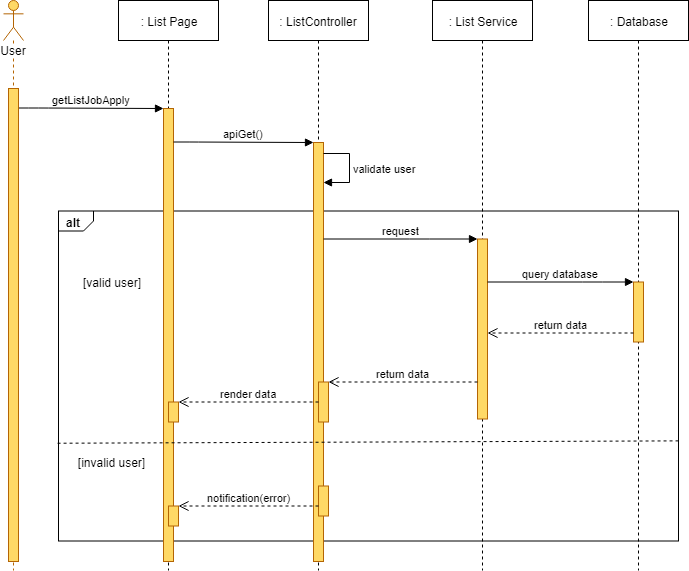 User
: List Page
: ListController
: List Service
: Database
getListJobApply
apiGet()
validate user
alt
request
[valid user]
query database
return data
return data
render data
[invalid user]
notification(error)